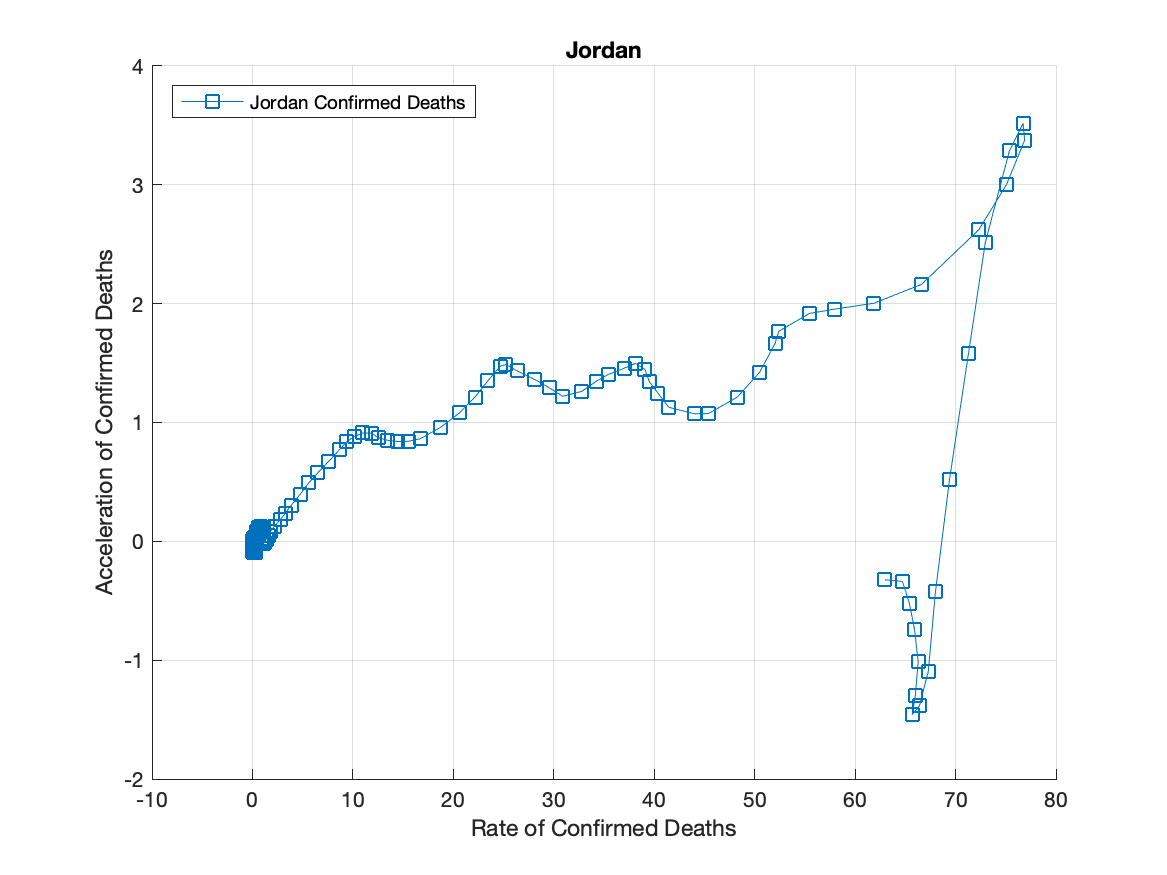 Jordan
Jordan Confirmed Deaths
4
3
2
1
0
-1
-2
-10 0 10 20 30 40 50 60 70 80
Rate of Confirmed Deaths
Acceleration of Confirmed Deaths